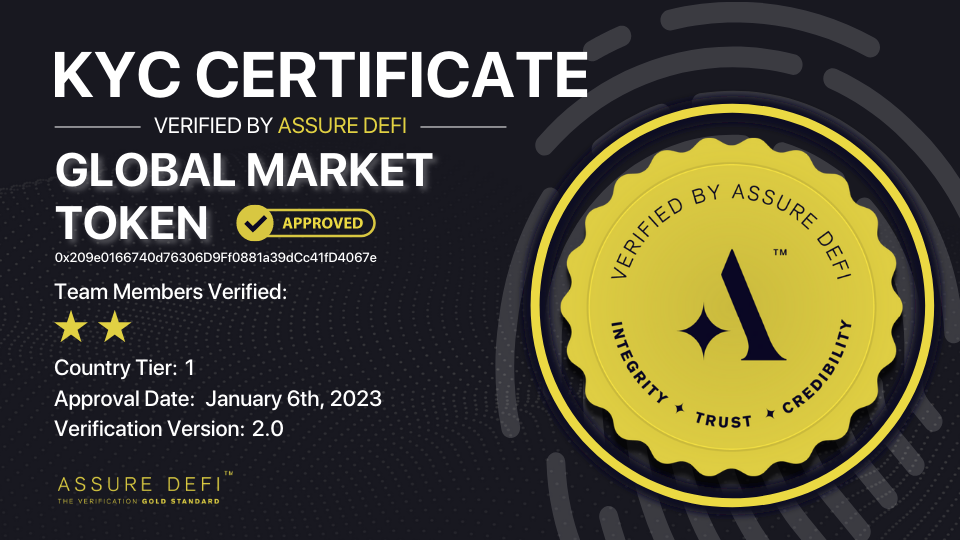 KYC CERTIFICATE
VERIFIED BY ASSURE DEFI
GLOBAL MARKET
TOKEN APPROVED
0x209e0166740d76306D9Ff0881a39dCc41fD4067e
Team Members Verified:
Country Tier: 1
Approval Date: January 6th, 2023
Verification Version: 2.0
ASSURE DEFI™
THE VERIFICATION GOLD STANDARD
VERIFIED BY ASSURE DEFI
™
INTEGRITY ✦ TRUST ✦ CREDIBILITY